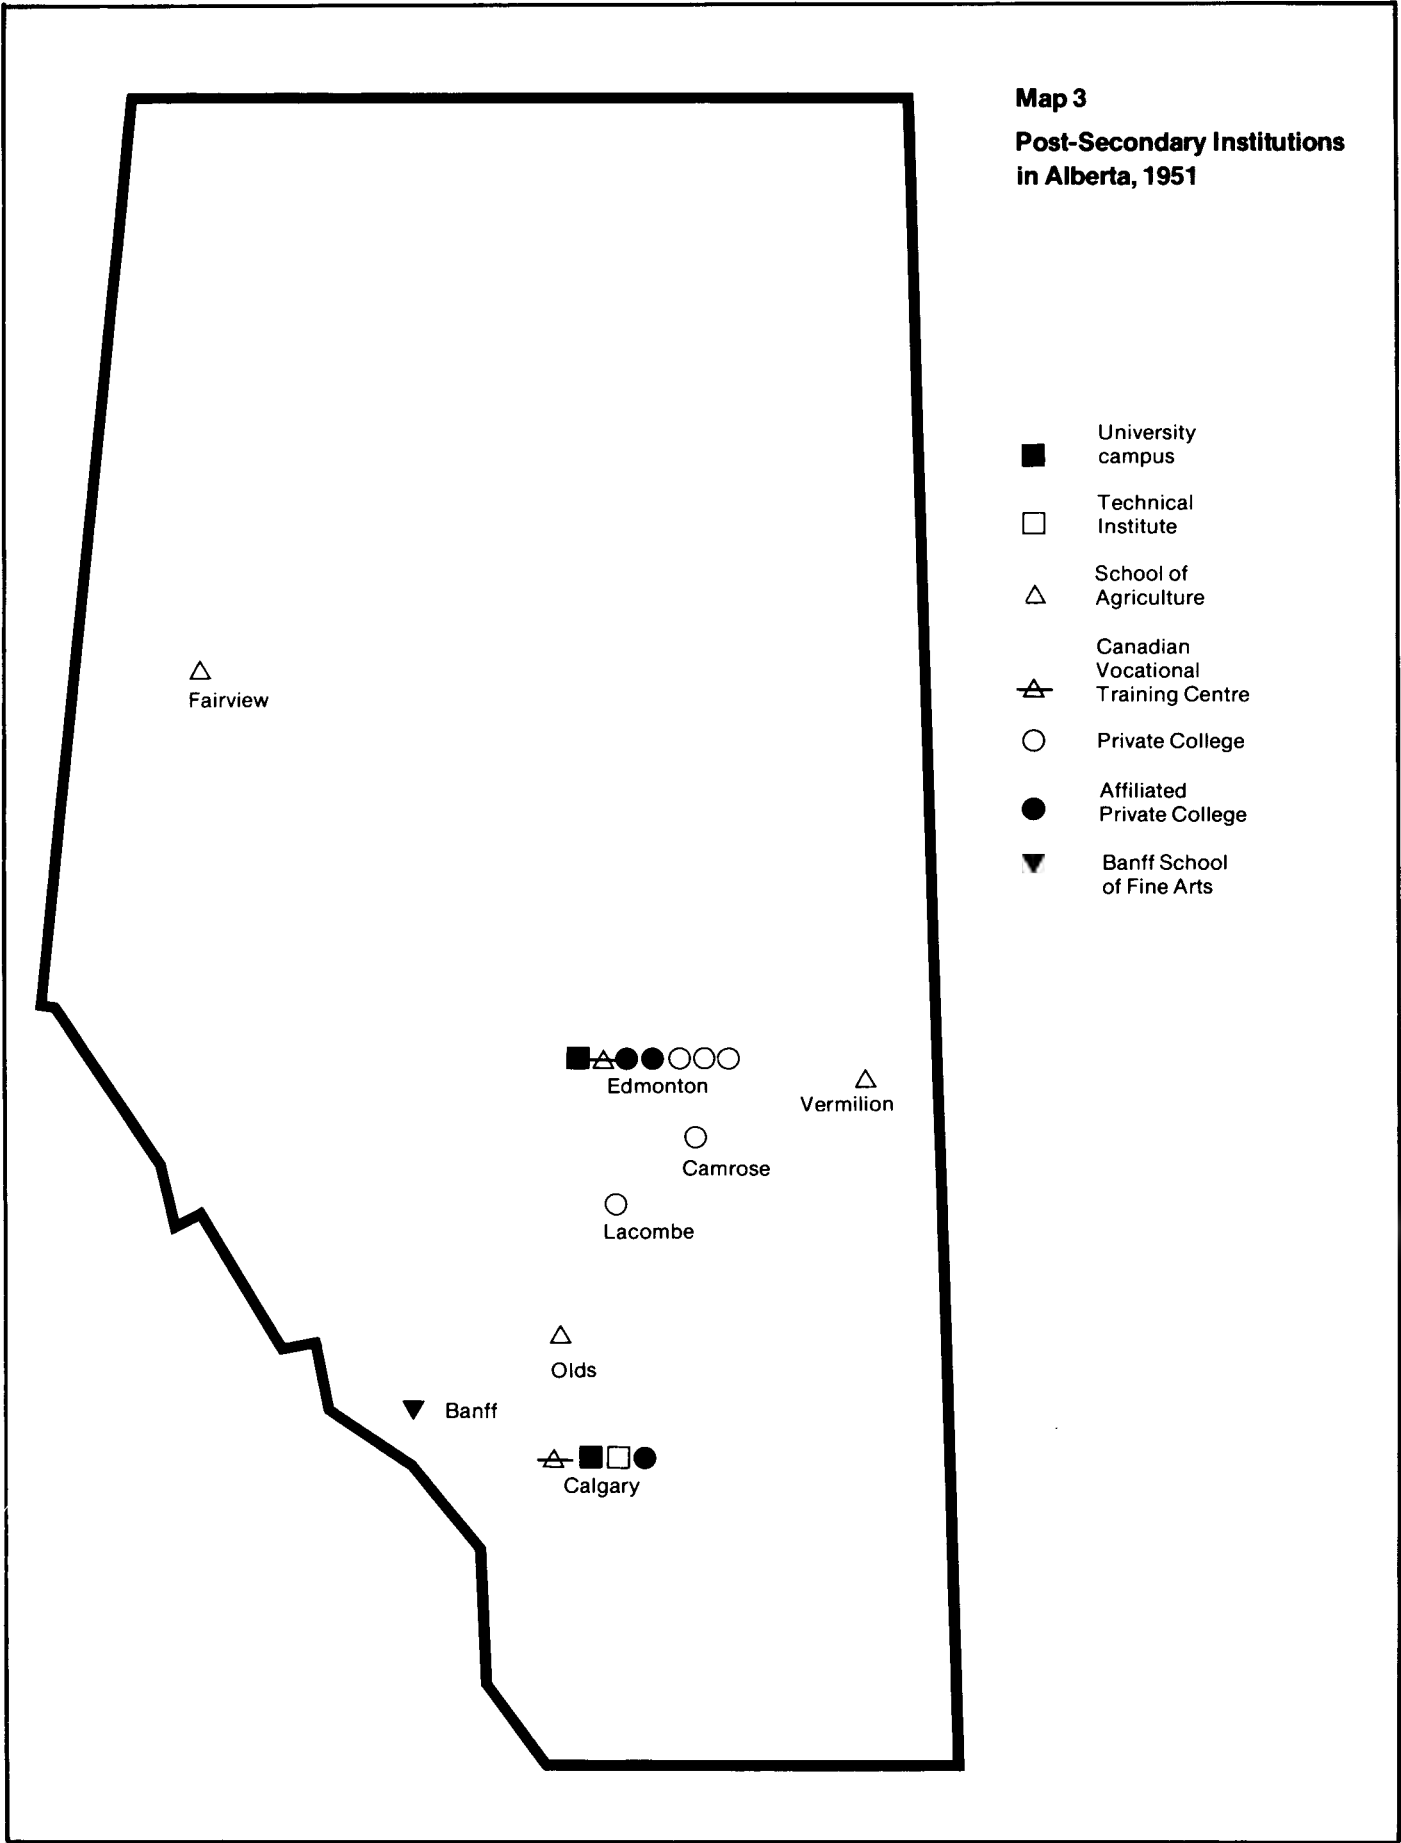 Map 3
Post-Secondary Institutions
in Alberta, 1951
University
campus
Technical
Institute
School of
Agriculture
Canadian
Vocational
Training Centre
Private College
Affiliated
Private College
Banff School
of Fine Arts
Fairview
Edmonton
Vermilion
Camrose
Lacombe
Olds
Banff
Calgary